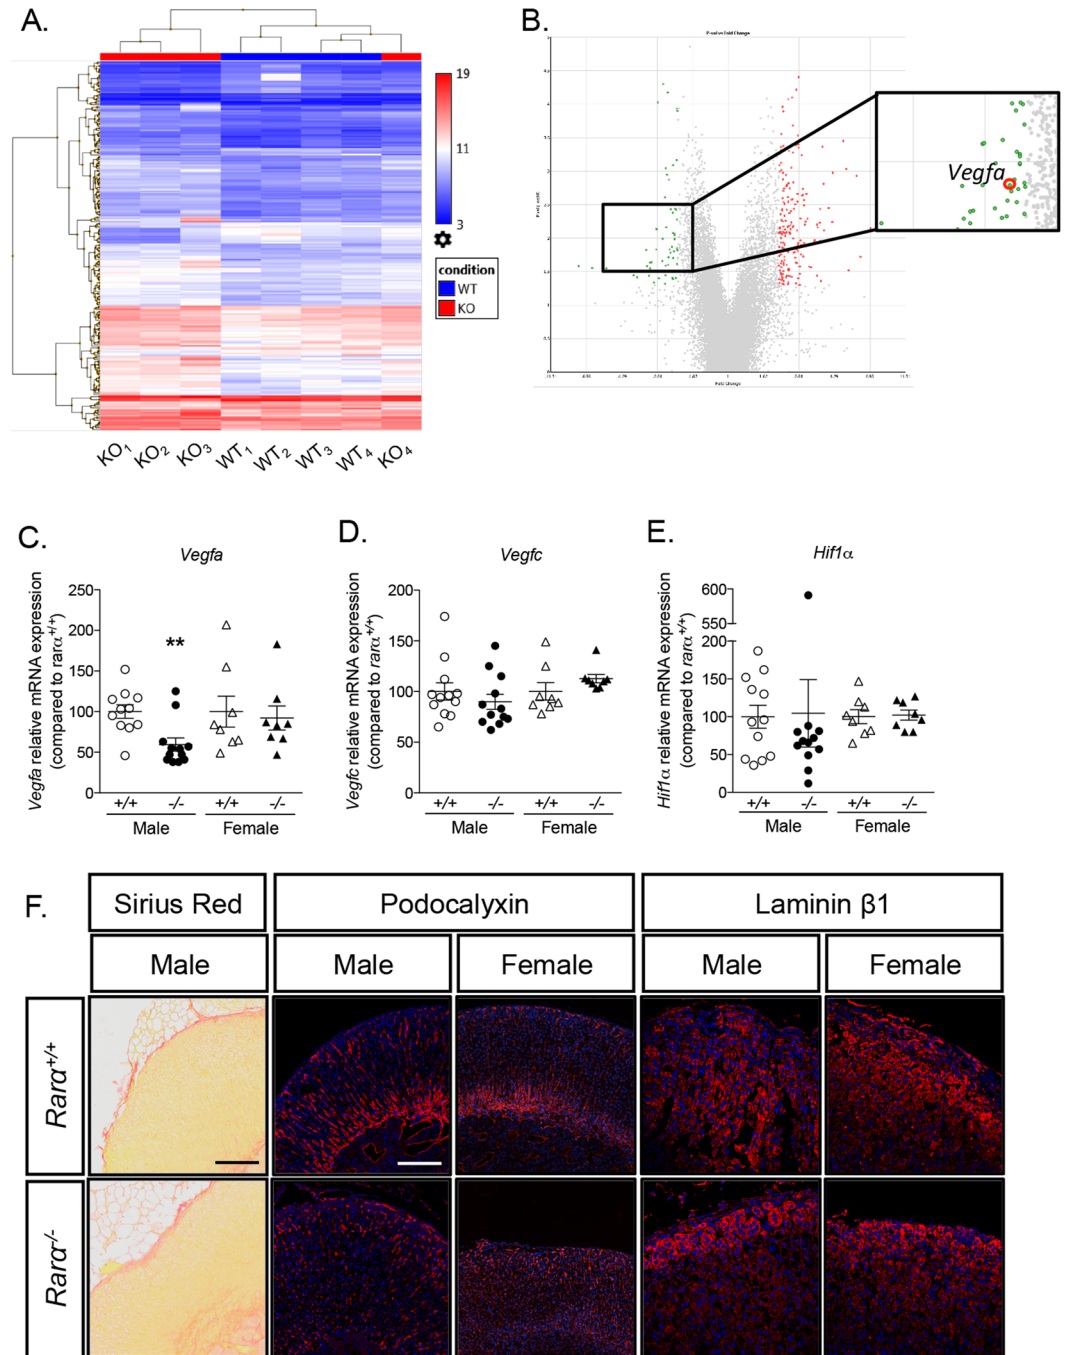 A.
19
11
3
condition
WT
KO
KO1
KO2
KO3
WT1
WT2
WT3
WT4
KO4
B.
Fold Change
Vegfa
C.
Vegfa
Vegfa relative mRNA expression
(compared to rarα+/+)
250
200
150
100
50
0
**
+/+
-/-
+/+
-/-
Male
Female
D.
Vegfc
Vegfc relative mRNA expression
(compared to rarα+/+)
200
150
100
50
0
+/+
-/-
+/+
-/-
Male
Female
E.
Hif1α
Hif1α relative mRNA expression
(compared to rarα+/+)
600
550
200
150
100
50
0
+/+
-/-
+/+
-/-
Male
Female
F.
Sirius Red
Podocalyxin
Laminin β1
Male
Male
Female
Male
Female
Rarα+/+
Rarα-/-